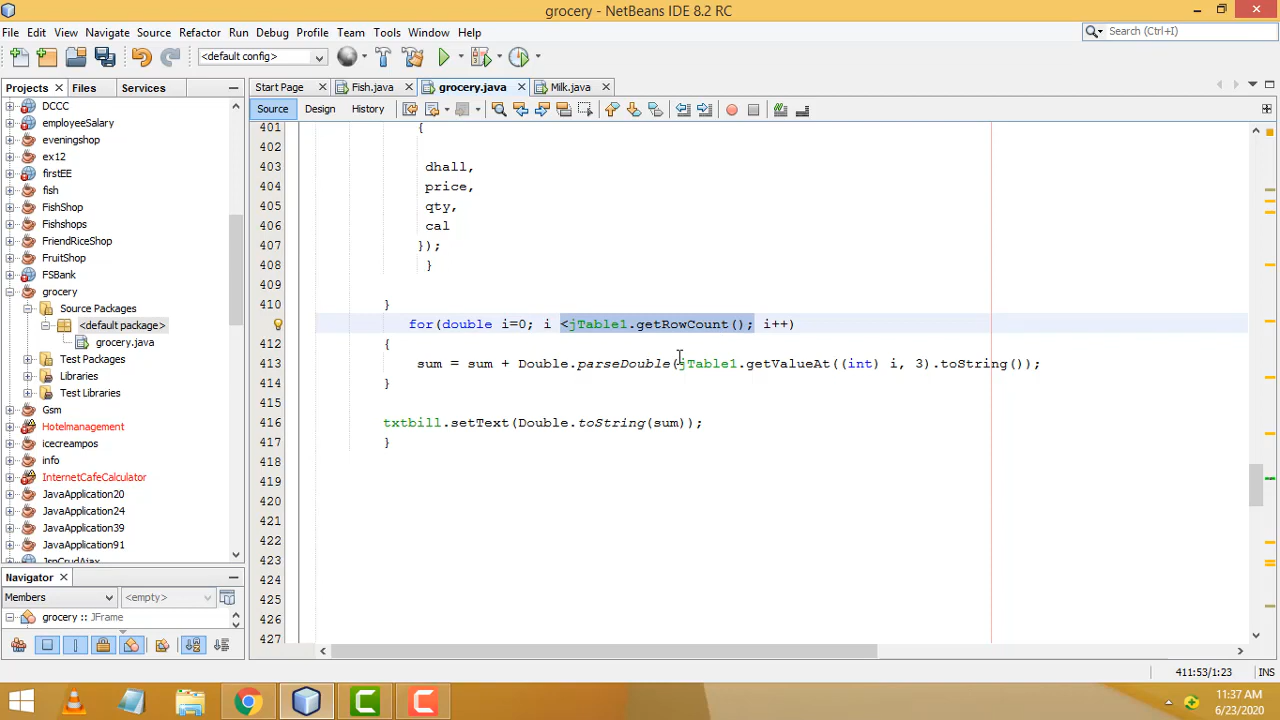 grocery - NetBeans IDE 8.2 RC
File Edit View Navigate Source Refactor Run Debug Profile Team Tools Window Help
Search (Ctrl+I)
<default config>
Projects Files Services
Start Page Fish.java grocery.java Milk.java
Source Design History
DCCC
employeeSalary
eveningshop
ex12
firstEE
fish
FishShop
Fishshops
FriendRiceShop
FruitShop
FSBank
grocery
Source Packages
<default package>
grocery.java
Test Packages
Libraries
Test Libraries
Gsm
Hotelmanagement
icecreampos
info
InternetCafeCalculator
JavaApplication20
JavaApplication24
JavaApplication39
JavaApplication91
JspCrudAjax
Navigator
Members <empty>
grocery :: JFrame
401 {
402
403 dhall,
404 price,
405 qty,
406 cal
407 });
408 }
409
410 }
for(double i=0; i <jTable1.getRowCount(); i++)
412 {
413 sum = sum + Double.parseDouble(jTable1.getValueAt((int) i, 3).toString());
414 }
415
416 txtbill.setText(Double.toString(sum));
417 }
418
419
420
421
422
423
424
425
426
427
411:53/1:23 INS
11:37 AM
6/23/2020